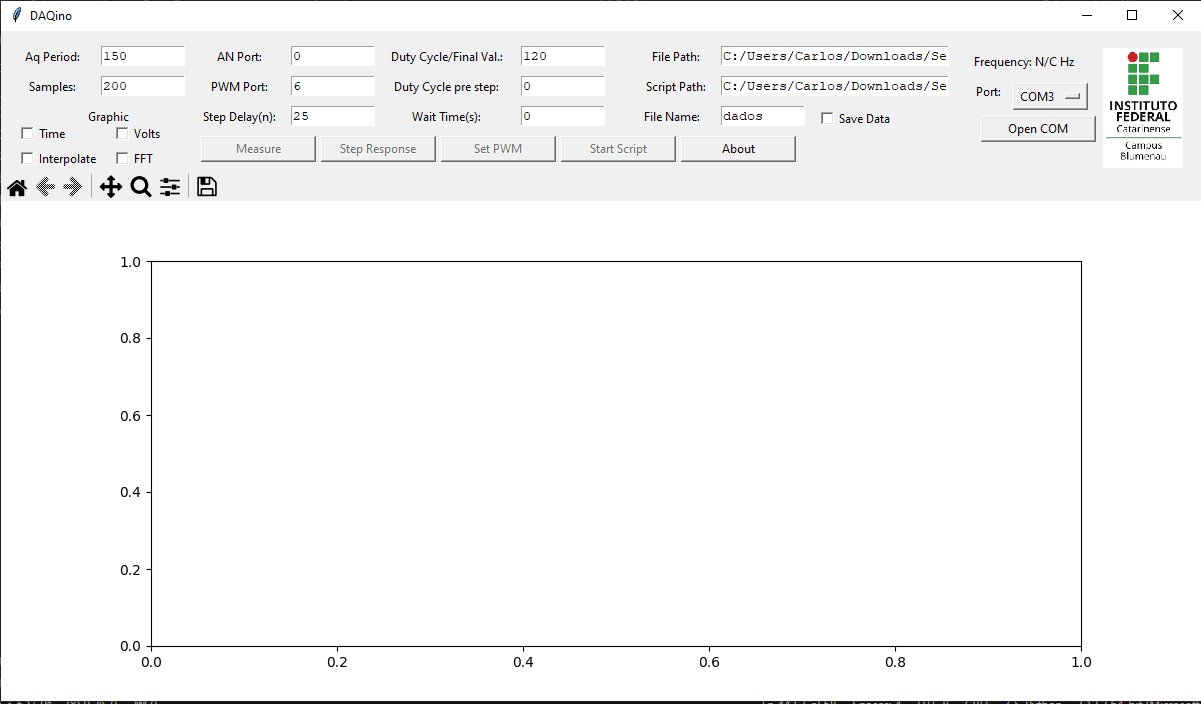 DAQino
Aq Period: 150 AN Port: 0 Duty Cycle/Final Val.: 120 File Path: C:/Users/Carlos/Downloads/Se
Frequency: N/C Hz
Samples: 200 PWM Port: 6 Duty Cycle pre step: 0 Script Path: C:/Users/Carlos/Downloads/Se
Port: COM3
Graphic Step Delay(n): 25 Wait Time(s): 0 File Name: dados Save Data
Open COM
Time Volts
Measure Step Response Set PWM Start Script About
Interpolate FFT
INSTITUTO
FEDERAL
Catarinense
Campus
Blumenau
1.0
0.8
0.6
0.4
0.2
0.0
0.0 0.2 0.4 0.6 0.8 1.0